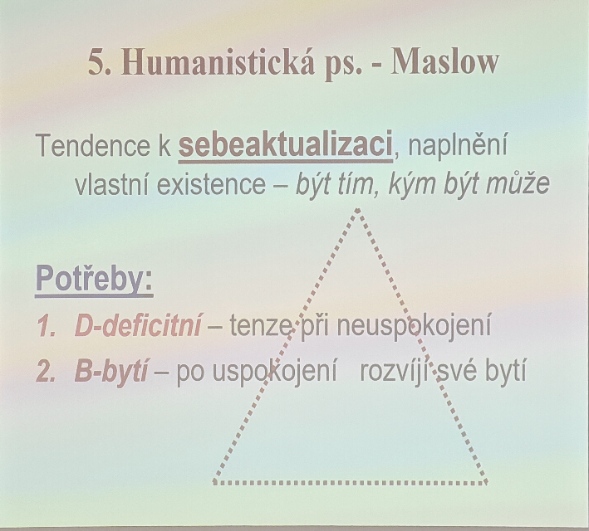 5. Humanistická ps. - Maslow
Tendence k sebeaktualizaci, naplnění
vlastní existence – být tím, kým být může
Potřeby:
1. D-deficitní – tenze při neuspokojení
2. B-bytí – po uspokojení rozvíjí své bytí